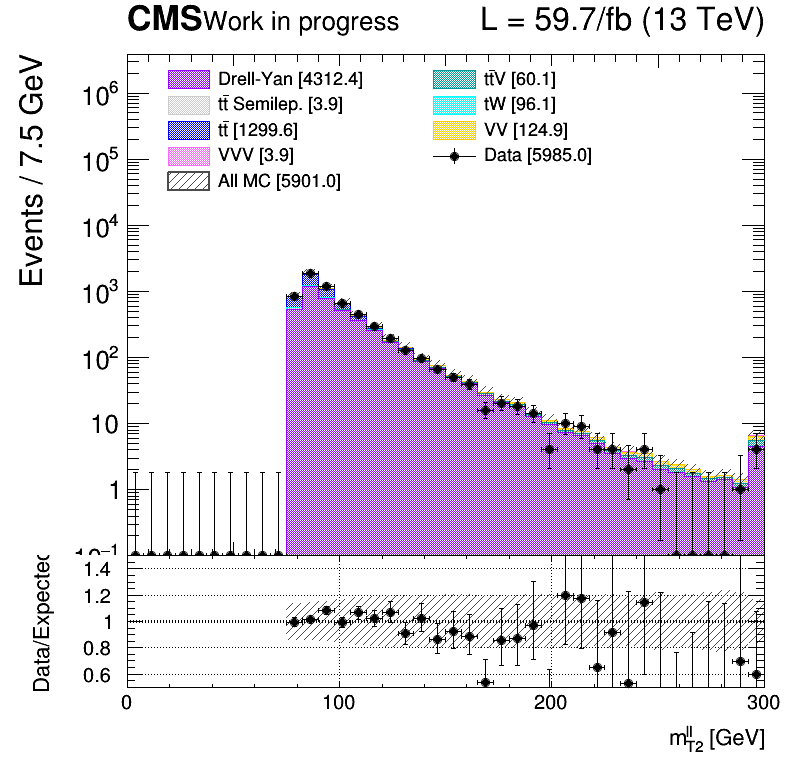 CMS Work in progress L = 59.7/fb (13 TeV)
Drell-Yan [4312.4] tt̄V [60.1]
tt̄ Semilep. [3.9] tW [96.1]
tt̄ [1299.6] VV [124.9]
VVV [3.9] Data [5985.0]
All MC [5901.0]
Events / 7.5 GeV
10⁶
10⁵
10⁴
10³
10²
10
1
10⁻¹
Data/Expected
1.4
1.2
1
0.8
0.6
0 100 200 300
m_T2^ll [GeV]